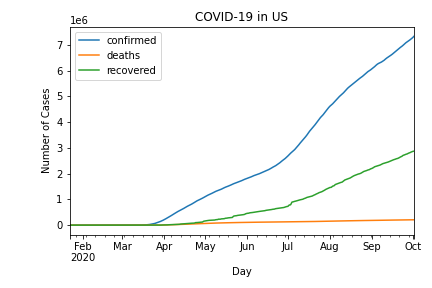 COVID-19 in US
1e6
confirmed
deaths
recovered
7
6
5
4
3
2
1
0
Number of Cases
Feb Mar Apr May Jun Jul Aug Sep Oct
2020
Day